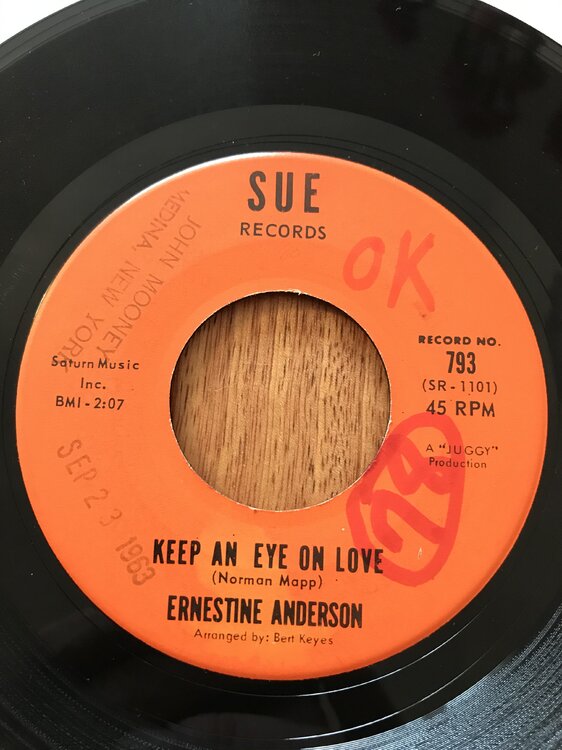 SUE
RECORDS
JOHN MOONEY
MEDINA, NEW YORK
OK
RECORD NO.
793
(SR-1101)
45 RPM
Saturn Music
Inc.
BMI-2:07
A "JUGGY"
Production
SEP 23 1963
KEEP AN EYE ON LOVE
(Norman Mapp)
ERNESTINE ANDERSON
Arranged by: Bert Keyes